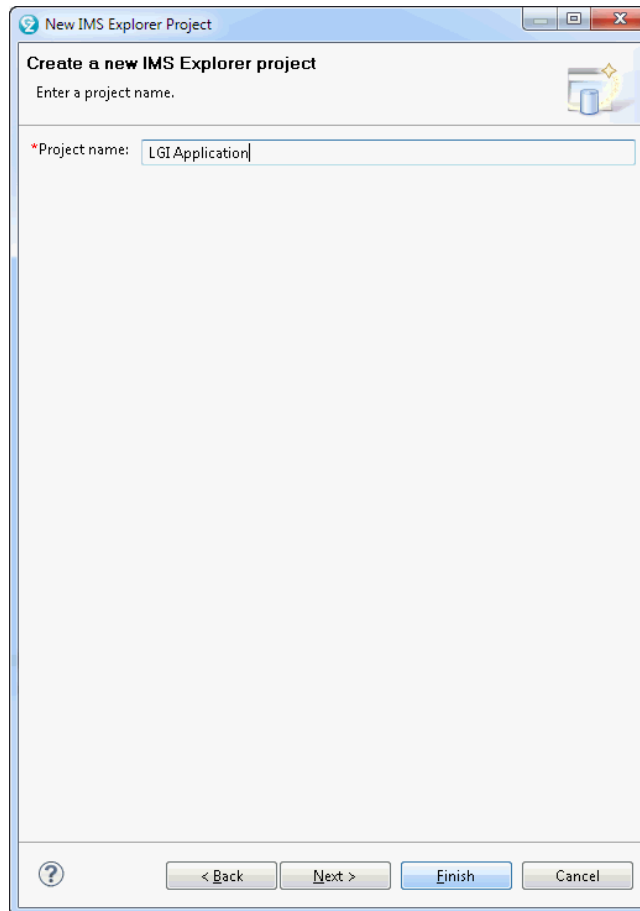 New IMS Explorer Project
Create a new IMS Explorer project
Enter a project name.
*Project name: LGI Application
< Back Next > Finish Cancel